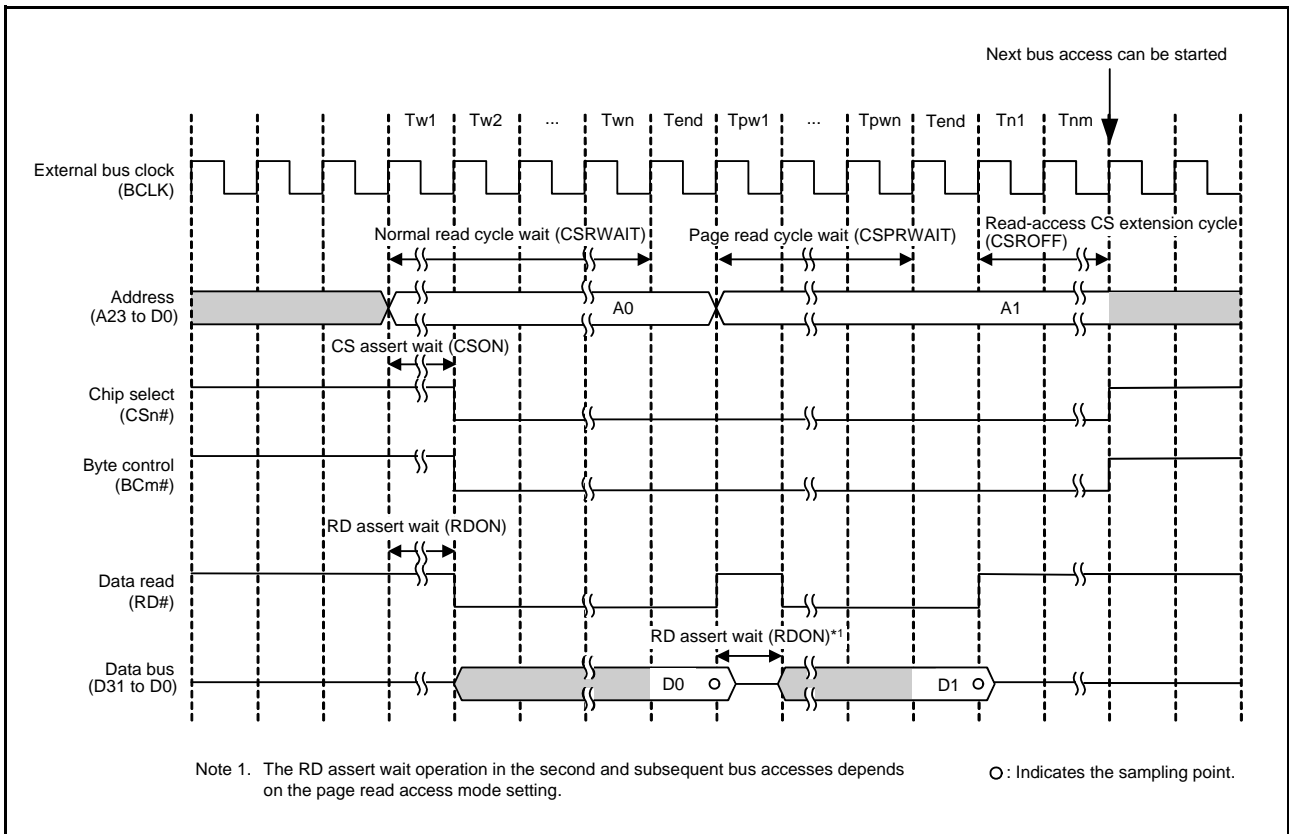 Next bus access can be started
Tw1 Tw2 ... Twn Tend Tpw1 ... Tpwn Tend Tn1 Tnm
External bus clock
(BCLK)
Normal read cycle wait (CSRWAIT)
Page read cycle wait (CSPRWAIT)
Read-access CS extension cycle
(CSROFF)
Address
(A23 to D0)
A0
A1
CS assert wait (CSON)
Chip select
(CSn#)
Byte control
(BCm#)
RD assert wait (RDON)
Data read
(RD#)
RD assert wait (RDON)*1
Data bus
(D31 to D0)
D0
D1
Note 1. The RD assert wait operation in the second and subsequent bus accesses depends
on the page read access mode setting.
O : Indicates the sampling point.